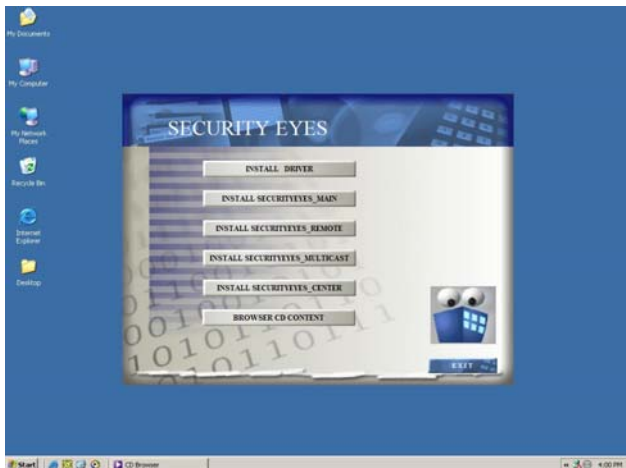 My Documents
My Computer
My Network
Places
Recycle Bin
Internet
Explorer
Desktop
SECURITY EYES
INSTALL DRIVER
INSTALL SECURITYEYES_MAIN
INSTALL SECURITYEYES_REMOTE
INSTALL SECURITYEYES_MULTICAST
INSTALL SECURITYEYES_CENTER
BROWSER CD CONTENT
EXIT
Start
CD Browser
4:00 PM